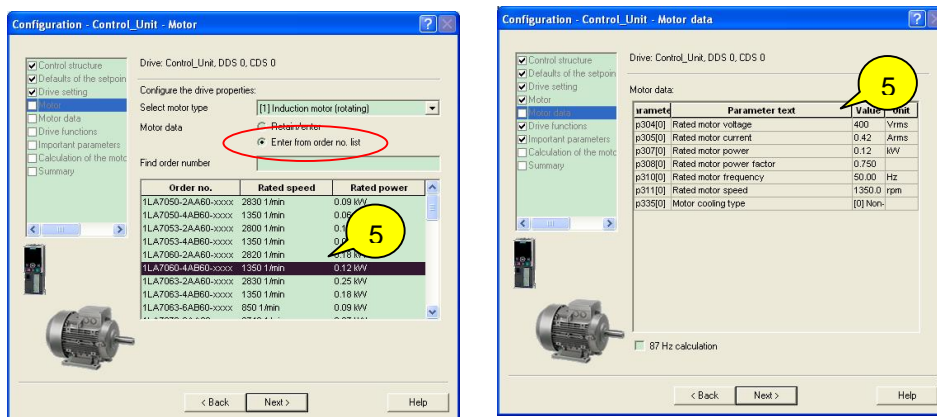 Configuration - Control_Unit - Motor
Control structure
Defaults of the setpoin
Drive setting
Motor
Motor data
Drive functions
Important parameters
Calculation of the motc
Summary
Drive: Control_Unit, DDS 0, CDS 0
Configure the drive properties:
Select motor type [1] Induction motor (rotating)
Motor data Retain/enter
Enter from order no. list
Find order number
Order no. Rated speed Rated power
1LA7050-2AA60-xxxx 2830 1/min 0.09 kW
1LA7050-4AB60-xxxx 1350 1/min 0.06
1LA7053-2AA60-xxxx 2800 1/min
1LA7053-4AB60-xxxx 1350 1/min
1LA7060-2AA60-xxxx 2820 1/min 0.18 kW
1LA7060-4AB60-xxxx 1350 1/min 0.12 kW
1LA7063-2AA60-xxxx 2830 1/min 0.25 kW
1LA7063-4AB60-xxxx 1350 1/min 0.18 kW
1LA7063-6AB60-xxxx 850 1/min 0.09 kW
5
< Back Next > Help
Configuration - Control_Unit - Motor data
Control structure
Defaults of the setpoin
Drive setting
Motor
Motor data
Drive functions
Important parameters
Calculation of the motc
Summary
Drive: Control_Unit, DDS 0, CDS 0
Motor data:
5
aramete Parameter text Value Unit
p304[0] Rated motor voltage 400 Vrms
p305[0] Rated motor current 0.42 Arms
p307[0] Rated motor power 0.12 kW
p308[0] Rated motor power factor 0.750
p310[0] Rated motor frequency 50.00 Hz
p311[0] Rated motor speed 1350.0 rpm
p335[0] Motor cooling type [0] Non-
87 Hz calculation
< Back Next > Help